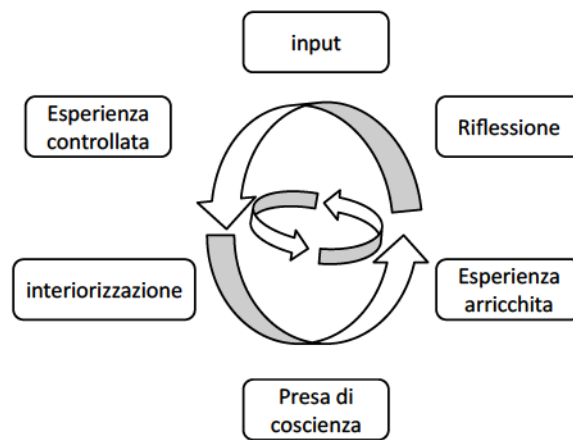 input
Esperienza
controllata
Riflessione
interiorizzazione
Esperienza
arricchita
Presa di
coscienza